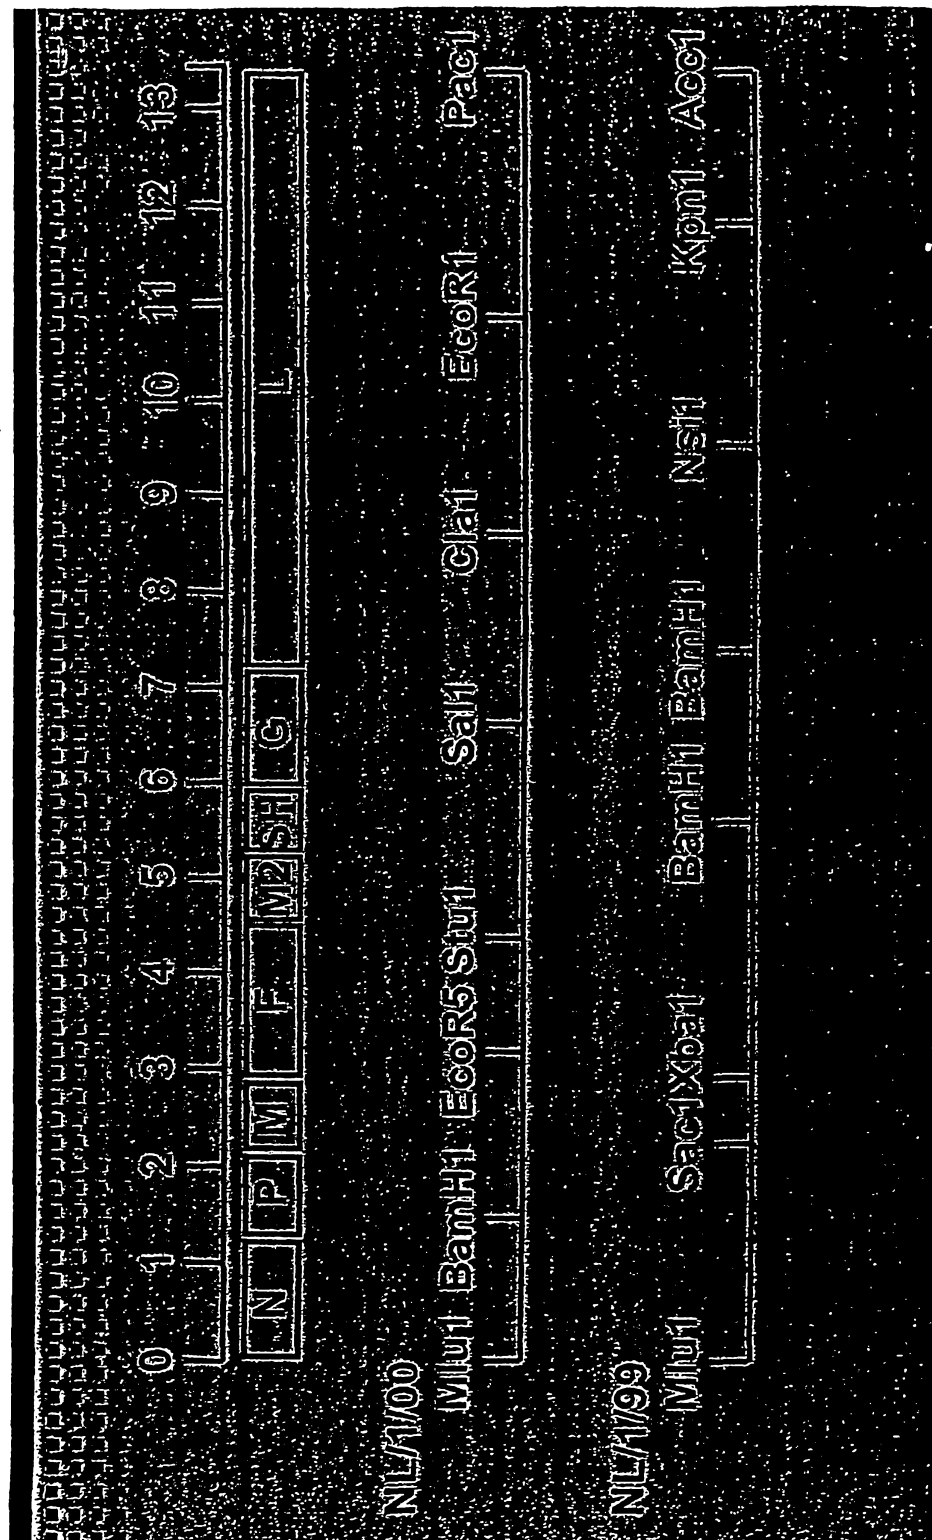 0 1 2 3 4 5 6 7 8 9 10 11 12 13
N P M F M2 SH G L
NL/1/00
Mlu1 BamH1 EcoR5 Stu1 Sal1 Cla1 EcoR1 Pac1
NL/1/99
Mlu1 Sac1 Xba1 BamH1 BamH1 Nsi1 Kpn1 Acc1